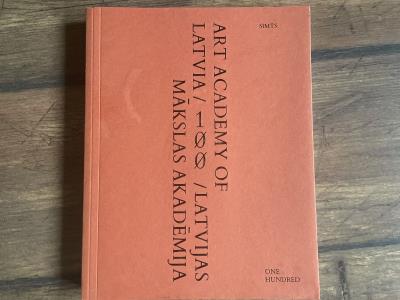 SIMTS
ART ACADEMY OF
LATVIA / 100 / LATVIJAS
MĀKSLAS AKADĒMIJA
ONE
HUNDRED